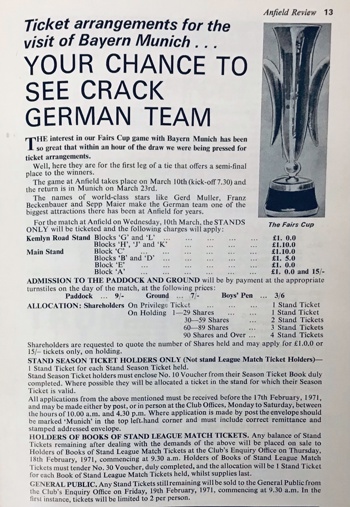 Anfield Review 13
Ticket arrangements for the
visit of Bayern Munich . . .
YOUR CHANCE TO
SEE CRACK
GERMAN TEAM
THE interest in our Fairs Cup game with Bayern Munich has been
so great that within an hour of the draw we were being pressed for
ticket arrangements.
Well, here they are for the first leg of a tie that offers a semi-final
place to the winners.
The game at Anfield takes place on March 10th (kick-off 7.30) and
the return is in Munich on March 23rd.
The names of world-class stars like Gerd Muller, Franz
Beckenbauer and Sepp Maier make the German team one of the
biggest attractions there has been at Anfield for years.
The Fairs Cup
For the match at Anfield on Wednesday, 10th March, the STANDS
ONLY will be ticketed and the following charges will apply:
Kemlyn Road Stand Blocks 'G' and 'L' ... ... ... ... £1. 0.0
Blocks 'H', 'J' and 'K' ... ... ... £1.10.0
Main Stand Block 'C' ... ... ... ... £1.10.0
Blocks 'B' and 'D' ... ... ... ... £1. 5.0
Block 'E' ... ... ... ... £1. 0.0
Block 'A' ... ... ... ... £1. 0.0 and 15/-
ADMISSION TO THE PADDOCK AND GROUND will be by payment at the appropriate
turnstiles on the day of the match, at the following prices:
Paddock ... 9/- Ground ... 7/- Boys' Pen ... 3/6
ALLOCATION: Shareholders On Privilege Ticket ... ... 1 Stand Ticket
On Holding 1—29 Shares ... ... 1 Stand Ticket
30—59 Shares ... ... 2 Stand Tickets
60—89 Shares ... ... 3 Stand Tickets
90 Shares and Over ... ... 4 Stand Tickets
Shareholders are requested to quote the number of Shares held and may apply for £1.0.0 or
15/- tickets only, on holding.
STAND SEASON TICKET HOLDERS ONLY (Not stand League Match Ticket Holders)—
1 Stand Ticket for each Stand Season Ticket held.
Stand Season Ticket holders must enclose No. 10 Voucher from their Season Ticket Book duly
completed. Where possible they will be allocated a ticket in the stand for which their Season
Ticket is valid.
All applications from the above mentioned must be received before the 17th February, 1971,
and may be made either by post, or in person at the Club Offices, Monday to Saturday, between
the hours of 10.00 a.m. and 4.30 p.m. Where application is made by post the envelope should
be marked 'Munich' in the top left-hand corner and must include correct remittance and
stamped addressed envelope.
HOLDERS OF BOOKS OF STAND LEAGUE MATCH TICKETS. Any balance of Stand
Tickets remaining after dealing with the demands of the above will be placed on sale to
Holders of Books of Stand League Match Tickets at the Club's Enquiry Office on Thursday,
18th February, 1971, commencing at 9.30 a.m. Holders of Books of Stand League Match
Tickets must tender No. 30 Voucher, duly completed, and the allocation will be 1 Stand Ticket
for each Book of Stand League Match Tickets held, whilst supplies last.
GENERAL PUBLIC. Any Stand Tickets still remaining will be sold to the General Public from
the Club's Enquiry Office on Friday, 19th February, 1971, commencing at 9.30 a.m. In the
first instance, tickets will be limited to 2 per person.